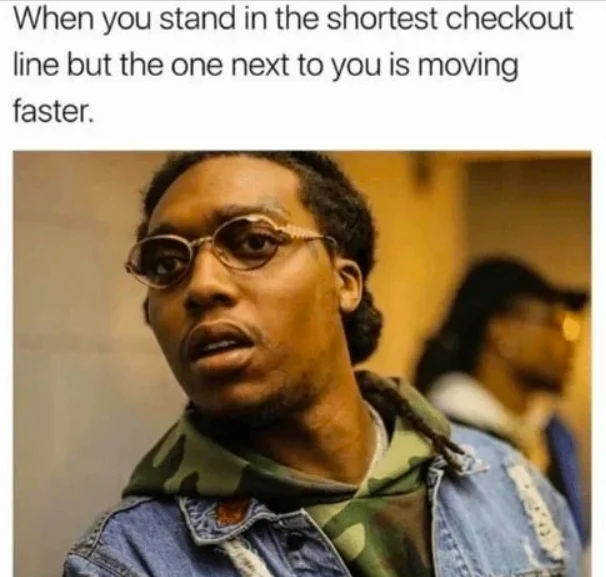 When you stand in the shortest checkout
line but the one next to you is moving
faster.